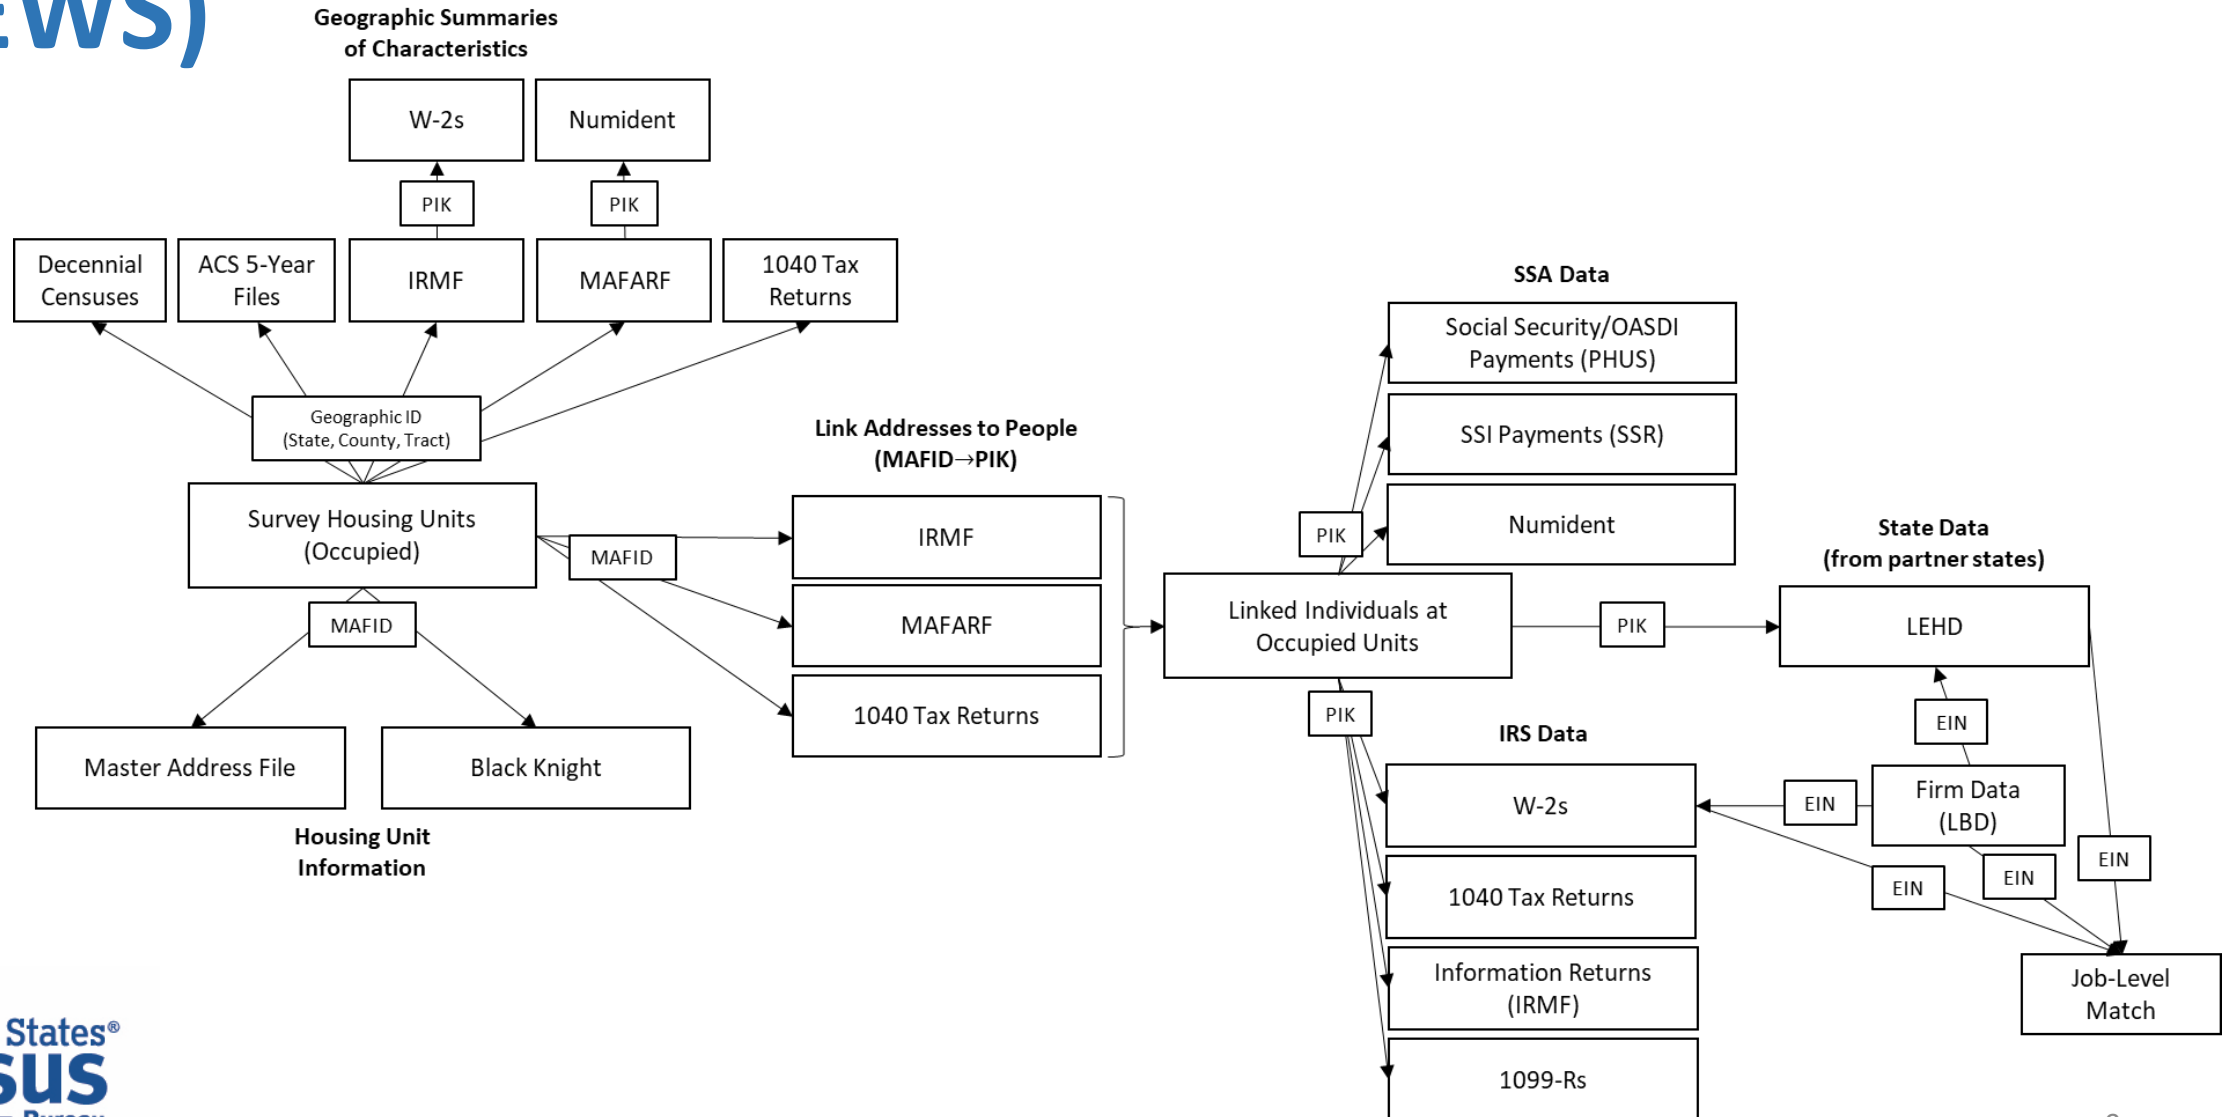 EWS)
Geographic Summaries
of Characteristics
W-2s
Numident
PIK
PIK
Decennial
Censuses
ACS 5-Year
Files
IRMF
MAFARF
1040 Tax
Returns
Geographic ID
(State, County, Tract)
Survey Housing Units
(Occupied)
MAFID
MAFID
Master Address File
Black Knight
Housing Unit
Information
Link Addresses to People
(MAFID→PIK)
IRMF
MAFARF
1040 Tax Returns
SSA Data
Social Security/OASDI
Payments (PHUS)
SSI Payments (SSR)
Numident
PIK
Linked Individuals at
Occupied Units
PIK
State Data
(from partner states)
LEHD
PIK
IRS Data
W-2s
1040 Tax Returns
Information Returns
(IRMF)
1099-Rs
EIN
EIN
Firm Data
(LBD)
EIN
EIN
EIN
Job-Level
Match
States®
sus
Bureau